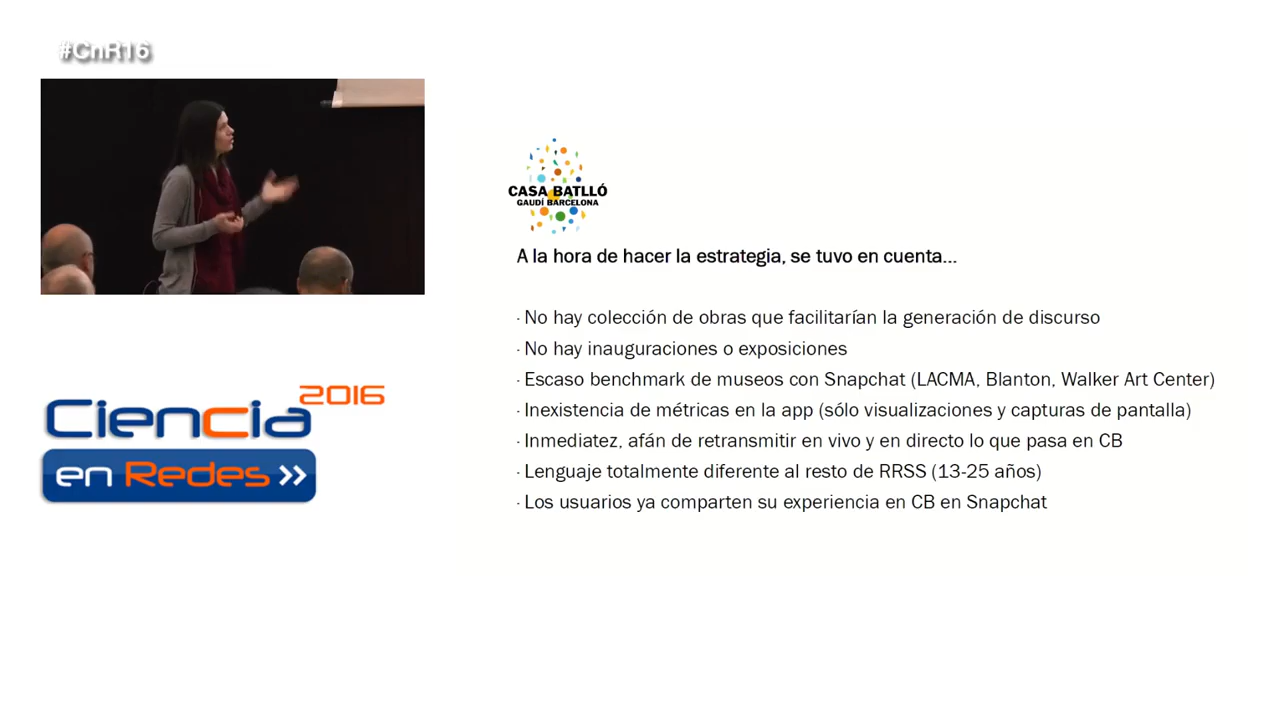 #CnR16
CASA BATLLÓ
GAUDÍ BARCELONA
A la hora de hacer la estrategia, se tuvo en cuenta...
· No hay colección de obras que facilitarían la generación de discurso
· No hay inauguraciones o exposiciones
· Escaso benchmark de museos con Snapchat (LACMA, Blanton, Walker Art Center)
· Inexistencia de métricas en la app (sólo visualizaciones y capturas de pantalla)
· Inmediatez, afán de retransmitir en vivo y en directo lo que pasa en CB
· Lenguaje totalmente diferente al resto de RRSS (13-25 años)
· Los usuarios ya comparten su experiencia en CB en Snapchat
2016
Ciencia
en Redes >>